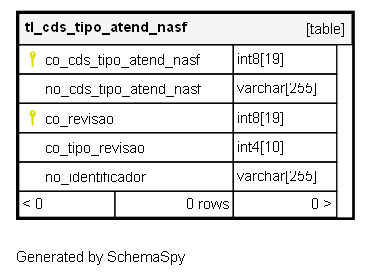 tl_cds_tipo_atend_nasf [table]
co_cds_tipo_atend_nasf int8[19]
no_cds_tipo_atend_nasf varchar[255]
co_revisao int8[19]
co_tipo_revisao int4[10]
no_identificador varchar[255]
< 0 0 rows 0 >
Generated by SchemaSpy